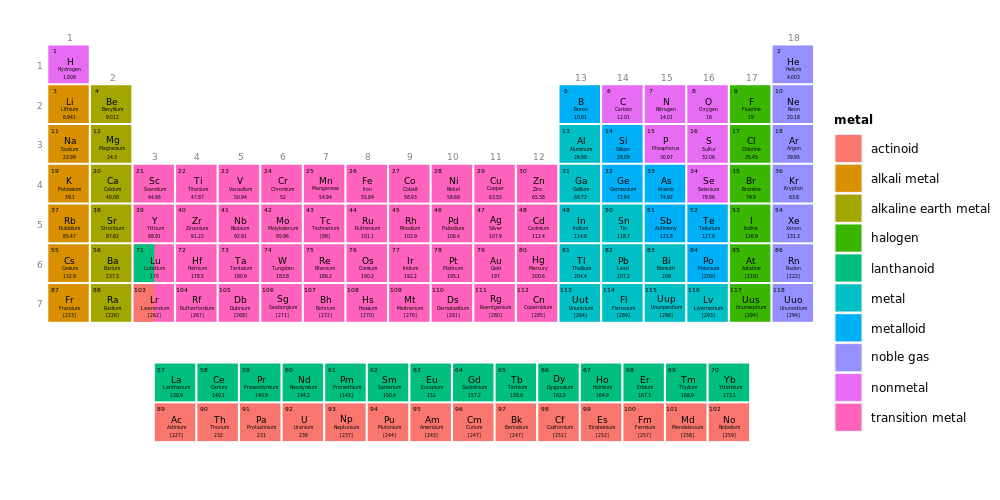 1 18
1 2
1 H He
Hydrogen Helium
1.008 4.003
2 13 14 15 16 17
3 4 5 6 7 8 9 10
2 Li Be B C N O F Ne
Lithium Beryllium Boron Carbon Nitrogen Oxygen Fluorine Neon
6.941 9.012 10.81 12.01 14.01 16 19 20.18
11 12 13 14 15 16 17 18
3 Na Mg Al Si P S Cl Ar
Sodium Magnesium Aluminum Silicon Phosphorus Sulfur Chlorine Argon
22.99 24.3 26.98 28.09 30.97 32.06 35.45 39.95
3 4 5 6 7 8 9 10 11 12
19 20 21 22 23 24 25 26 27 28 29 30 31 32 33 34 35 36
4 K Ca Sc Ti V Cr Mn Fe Co Ni Cu Zn Ga Ge As Se Br Kr
Potassium Calcium Scandium Titanium Vanadium Chromium Manganese Iron Cobalt Nickel Copper Zinc Gallium Germanium Arsenic Selenium Bromine Krypton
39.1 40.08 44.96 47.87 50.94 52 54.94 55.84 58.93 58.69 63.55 65.38 69.72 72.64 74.92 78.96 79.9 83.8
37 38 39 40 41 42 43 44 45 46 47 48 49 50 51 52 53 54
5 Rb Sr Y Zr Nb Mo Tc Ru Rh Pd Ag Cd In Sn Sb Te I Xe
Rubidium Strontium Yttrium Zirconium Niobium Molybdenum Technetium Ruthenium Rhodium Palladium Silver Cadmium Indium Tin Antimony Tellurium Iodine Xenon
85.47 87.62 88.91 91.22 92.91 95.96 [98] 101.1 102.9 106.4 107.9 112.4 114.8 118.7 121.8 127.6 126.9 131.3
55 56 71 72 73 74 75 76 77 78 79 80 81 82 83 84 85 86
6 Cs Ba Lu Hf Ta W Re Os Ir Pt Au Hg Tl Pb Bi Po At Rn
Cesium Barium Lutetium Hafnium Tantalum Tungsten Rhenium Osmium Iridium Platinum Gold Mercury Thallium Lead Bismuth Polonium Astatine Radon
132.9 137.3 175 178.5 180.9 183.8 186.2 190.2 192.2 195.1 197 200.6 204.4 207.2 209 [209] [210] [222]
87 88 103 104 105 106 107 108 109 110 111 112 113 114 115 116 117 118
7 Fr Ra Lr Rf Db Sg Bh Hs Mt Ds Rg Cn Uut Fl Uup Lv Uus Uuo
Francium Radium Lawrencium Rutherfordium Dubnium Seaborgium Bohrium Hassium Meitnerium Darmstadtium Roentgenium Copernicium Ununtrium Flerovium Ununpentium Livermorium Ununseptium Ununoctium
[223] [226] [262] [267] [268] [271] [272] [270] [276] [281] [280] [285] [284] [289] [288] [293] [294] [294]
57 58 59 60 61 62 63 64 65 66 67 68 69 70
La Ce Pr Nd Pm Sm Eu Gd Tb Dy Ho Er Tm Yb
Lanthanum Cerium Praseodymium Neodymium Promethium Samarium Europium Gadolinium Terbium Dysprosium Holmium Erbium Thulium Ytterbium
138.9 140.1 140.9 144.2 [145] 150.4 152 157.2 158.9 162.5 164.9 167.3 168.9 173.1
89 90 91 92 93 94 95 96 97 98 99 100 101 102
Ac Th Pa U Np Pu Am Cm Bk Cf Es Fm Md No
Actinium Thorium Protactinium Uranium Neptunium Plutonium Americium Curium Berkelium Californium Einsteinium Fermium Mendelevium Nobelium
[227] 232 231 238 [237] [244] [243] [247] [247] [251] [252] [257] [258] [259]
metal
actinoid
alkali metal
alkaline earth metal
halogen
lanthanoid
metal
metalloid
noble gas
nonmetal
transition metal